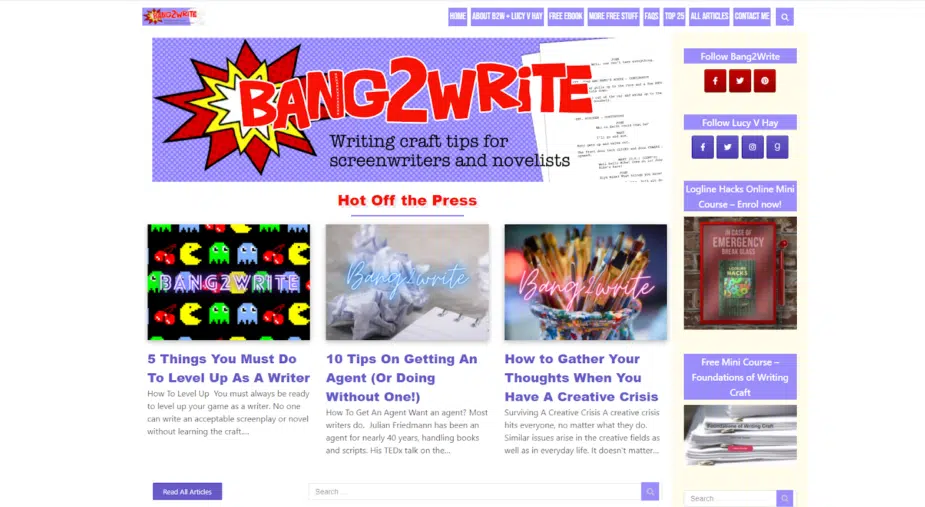 BANG2WRITE
HOME
ABOUT B2W + LUCY V HAY
FREE EBOOK
MORE FREE STUFF
FAQS
TOP 25
ALL ARTICLES
CONTACT ME
BANG2WRITE
Writing craft tips for
screenwriters and novelists
Hot Off the Press
BANG2WRITE
5 Things You Must Do
To Level Up As A Writer
How To Level Up  You must always be ready
to level up your game as a writer. No one
can write an acceptable screenplay or novel
without learning the craft....
Bang2write
10 Tips On Getting An
Agent (Or Doing
Without One!)
How To Get An Agent Want an agent? Most
writers do.  Julian Friedmann has been an
agent for nearly 40 years, handling books
and scripts. His TEDx talk on the...
Bang2write
How to Gather Your
Thoughts When You
Have A Creative Crisis
Surviving A Creative Crisis A creative crisis
hits everyone, no matter what they do.
Similar issues arise in the creative fields as
well as in everyday life. It doesn't matter...
Read All Articles
Search ...
Follow Bang2Write
Follow Lucy V Hay
Logline Hacks Online Mini
Course – Enrol now!
IN CASE OF
EMERGENCY
BREAK GLASS
LOGLINE
HACKS
Free Mini Course –
Foundations of Writing
Craft
Foundations of Writing Craft
Search ...